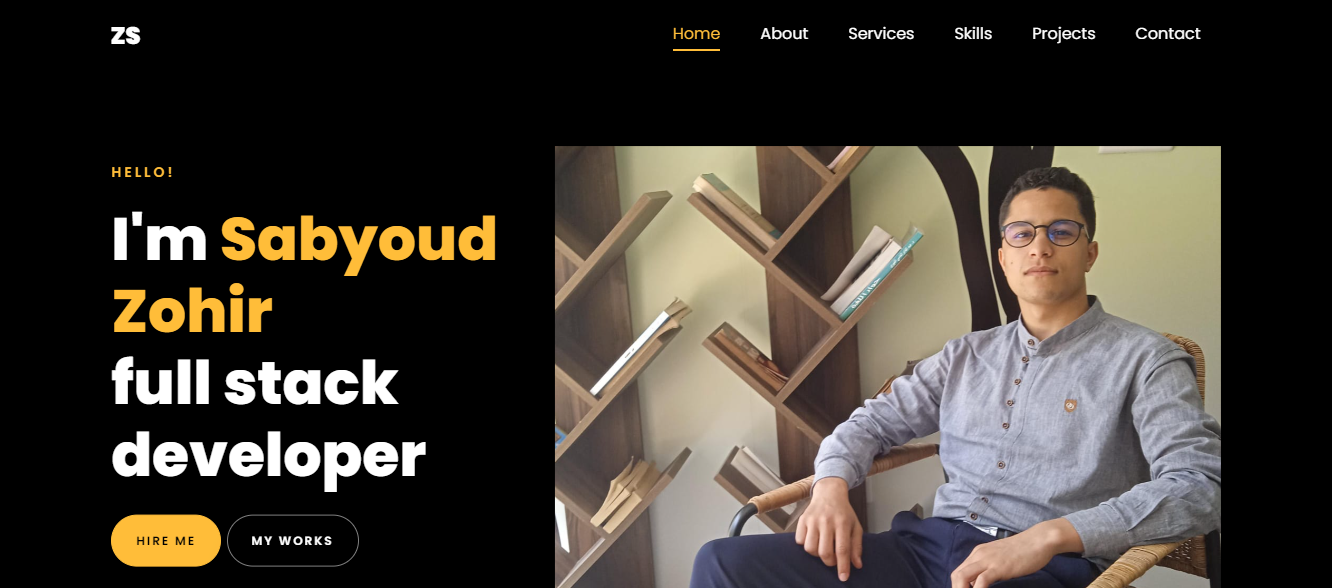 ZS
Home About Services Skills Projects Contact
HELLO!
I'm Sabyoud
Zohir
full stack
developer
HIRE ME MY WORKS